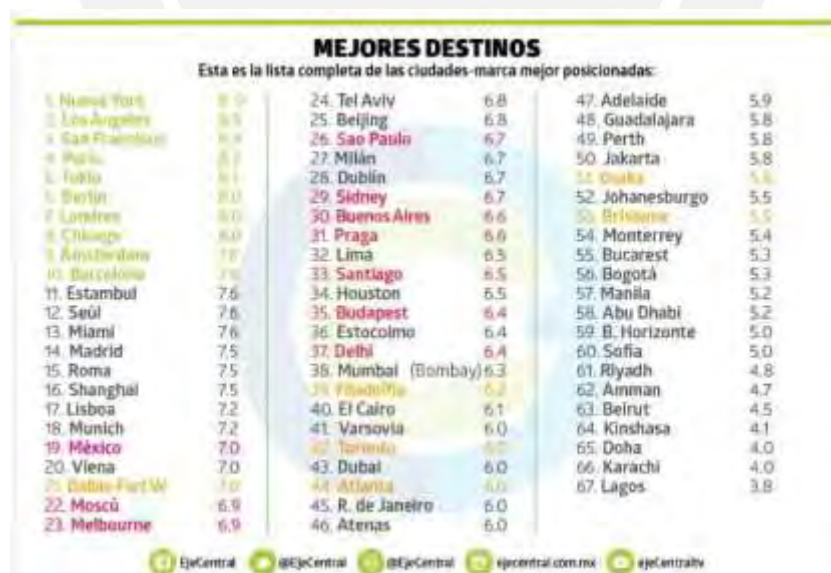 MEJORES DESTINOS
Esta es la lista completa de las ciudades-marca mejor posicionadas:
1. Nueva York
2. Los Angeles
3. San Francisco
4. París
5. Tokio
6. Berlin
7. Londres 8.0
8. Chicago 8.0
9. Amsterdam
10. Barcelona
11. Estambul 7.6
12. Seúl 7.6
13. Miami 7.6
14. Madrid 7.5
15. Roma 7.5
16. Shanghai 7.5
17. Lisboa 7.2
18. Munich 7.2
19. México 7.0
20. Viena 7.0
21. Dallas-Fort W 7.0
22. Moscú 6.9
23. Melbourne 6.9
24. Tel Aviv 6.8
25. Beijing 6.8
26. Sao Paulo 6.7
27. Milán 6.7
28. Dublín 6.7
29. Sidney 6.7
30. Buenos Aires 6.6
31. Praga 6.6
32. Lima 6.5
33. Santiago 6.5
34. Houston 6.5
35. Budapest 6.4
36. Estocolmo 6.4
37. Delhi 6.4
38. Mumbai (Bombay) 6.3
39. Filadelfia 6.2
40. El Cairo 6.1
41. Varsovia 6.0
42. Toronto 6.0
43. Dubai 6.0
44. Atlanta 6.0
45. R. de Janeiro 6.0
46. Atenas 6.0
47. Adelaide 5.9
48. Guadalajara 5.8
49. Perth 5.8
50. Jakarta 5.8
51. Osaka
52. Johanesburgo 5.5
53. Brisbane 5.5
54. Monterrey 5.4
55. Bucarest 5.3
56. Bogotá 5.3
57. Manila 5.2
58. Abu Dhabi 5.2
59. B. Horizonte 5.0
60. Sofia 5.0
61. Riyadh 4.8
62. Amman 4.7
63. Beirut 4.5
64. Kinshasa 4.1
65. Doha 4.0
66. Karachi 4.0
67. Lagos 3.8
EjeCentral @EjeCentral @EjeCentral ejecentral.com.mx ejeCentraltv